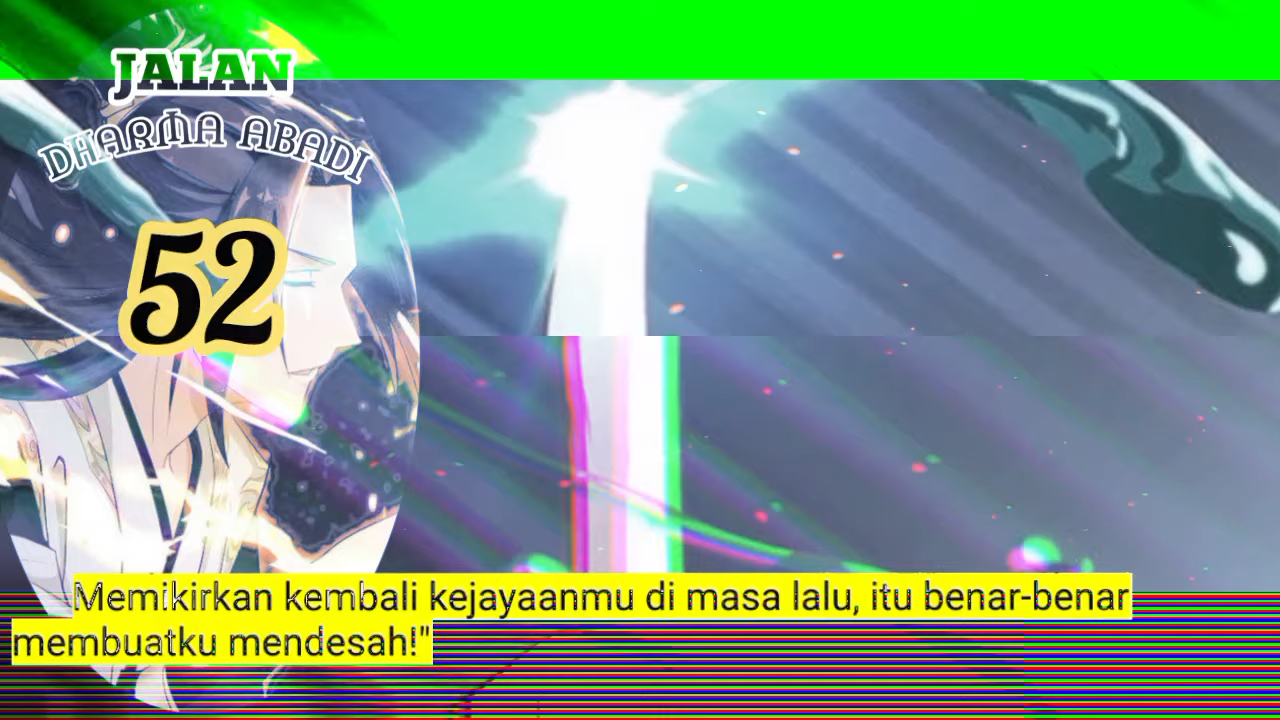 JALAN
DHARMA ABADI
52
Memikirkan kembali kejayaanmu di masa lalu, itu benar-benar
membuatku mendesah!"